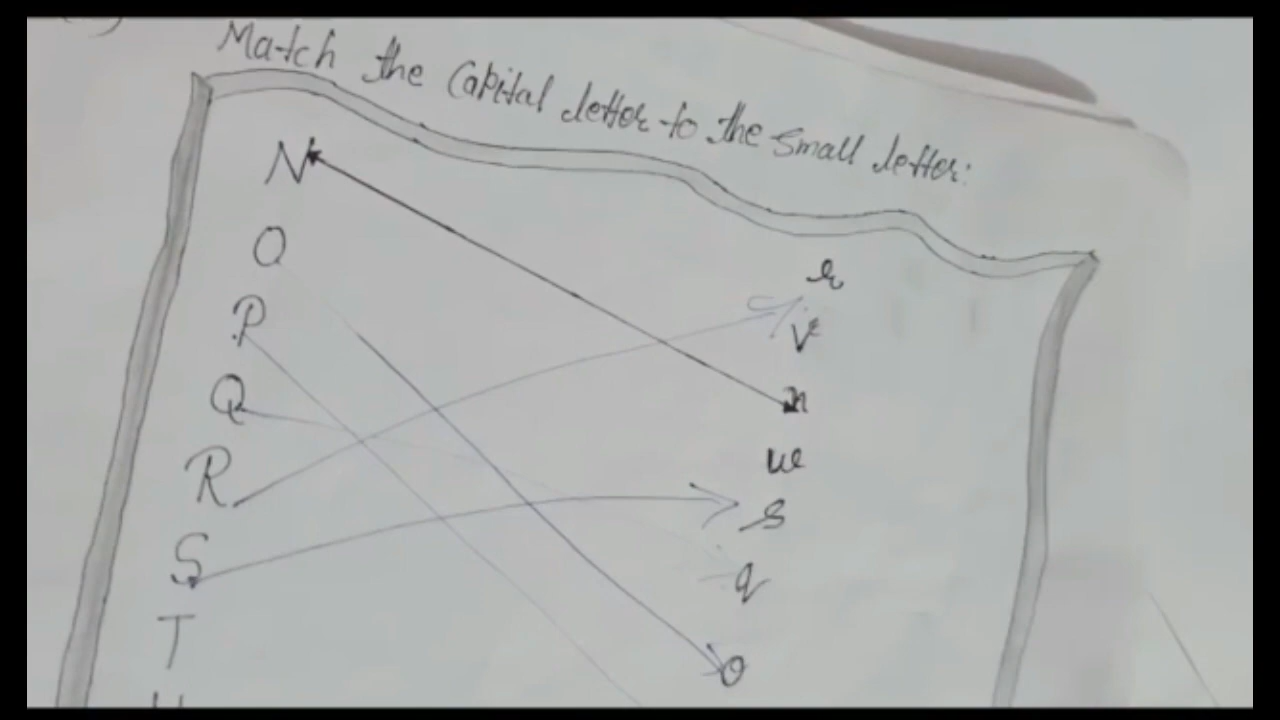 Match the Capital letter to the small letter:
N
O
r
P
v
Q
n
R
w
S
s
T
q
o